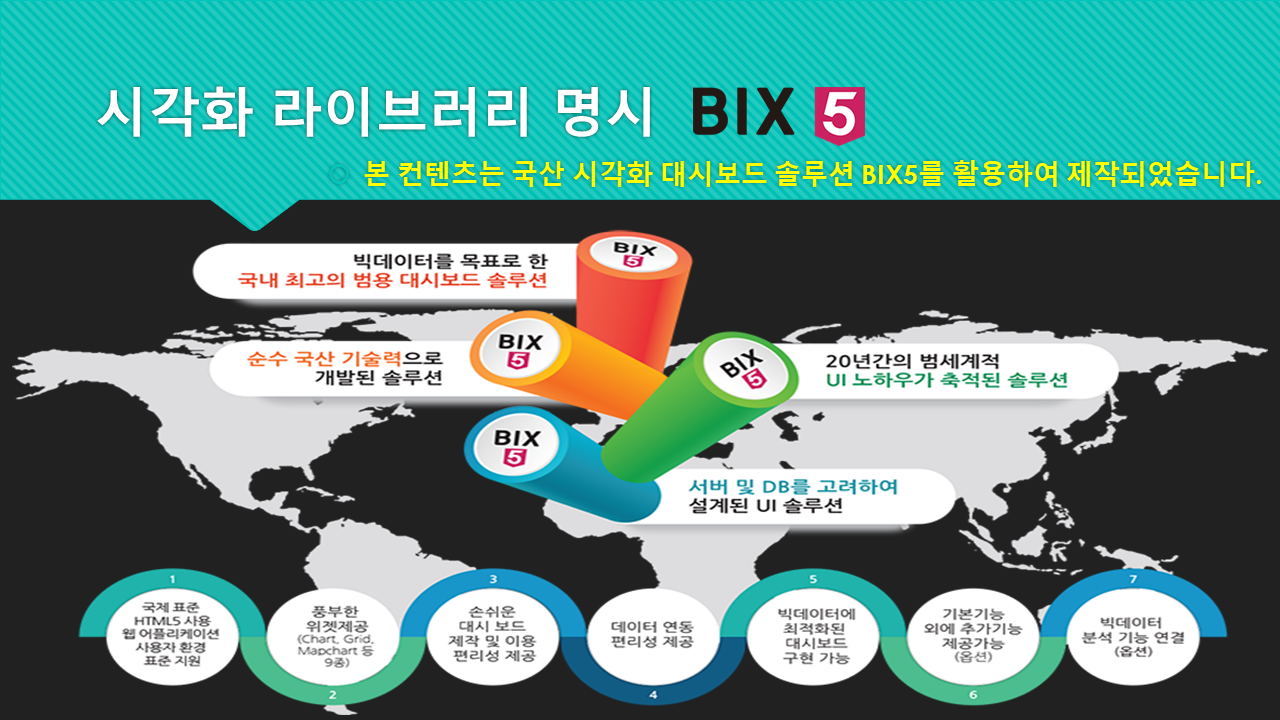 시각화 라이브러리 명시 BIX 5
본 컨텐츠는 국산 시각화 대시보드 솔루션 BIX5를 활용하여 제작되었습니다.
BIX
5
빅데이터를 목표로 한
국내 최고의 범용 대시보드 솔루션
BIX
5
순수 국산 기술력으로
개발된 솔루션
BIX
5
20년간의 범세계적
UI 노하우가 축적된 솔루션
BIX
5
서버 및 DB를 고려하여
설계된 UI 솔루션
1
국제 표준
HTML5 사용
웹 어플리케이션
사용자 환경
표준 지원
풍부한
위젯제공
(Chart, Grid,
Mapchart 등
9종)
2
3
손쉬운
대시 보드
제작 및 이용
편리성 제공
데이터 연동
편리성 제공
4
5
빅데이터에
최적화된
대시보드
구현 가능
기본기능
외에 추가기능
제공가능
(옵션)
6
7
빅데이터
분석 기능 연결
(옵션)